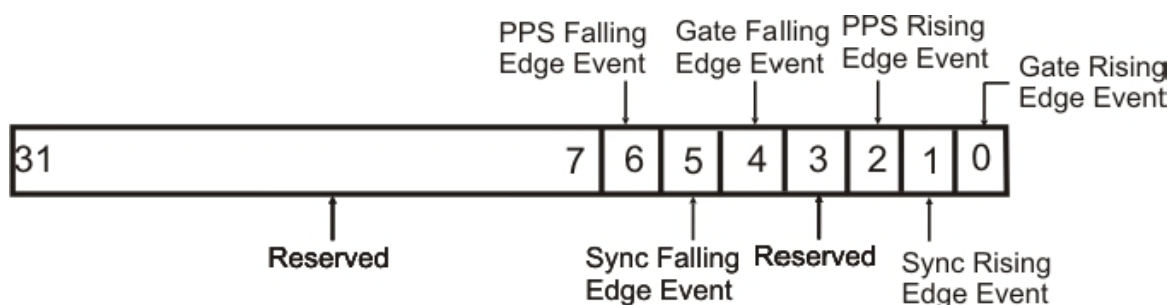 PPS Falling
Edge Event
Gate Falling
Edge Event
PPS Rising
Edge Event
Gate Rising
Edge Event
31 7 6 5 4 3 2 1 0
Reserved
Sync Falling
Edge Event
Reserved
Sync Rising
Edge Event